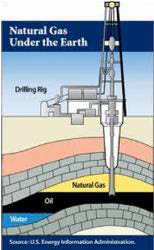 Natural Gas
Under the Earth
Drilling Rig
Natural Gas
Oil
Water
Source: U.S. Energy Information Administration.